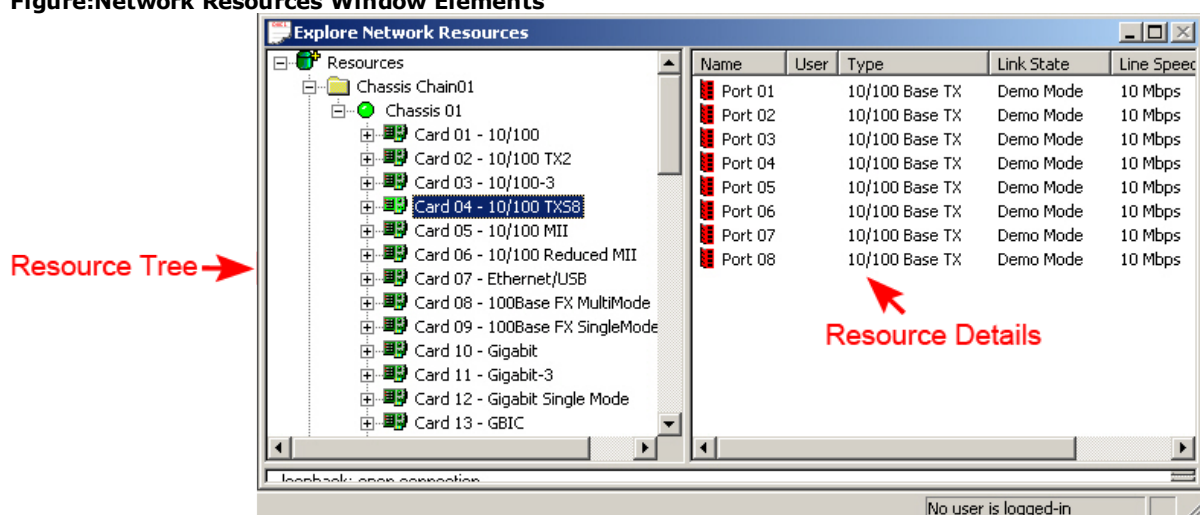 Figure:Network Resources Window Elements
Explore Network Resources
Resources
Chassis Chain01
Chassis 01
Card 01 - 10/100
Card 02 - 10/100 TX2
Card 03 - 10/100-3
Card 04 - 10/100 TXS8
Card 05 - 10/100 MII
Card 06 - 10/100 Reduced MII
Card 07 - Ethernet/USB
Card 08 - 100Base FX MultiMode
Card 09 - 100Base FX SingleMode
Card 10 - Gigabit
Card 11 - Gigabit-3
Card 12 - Gigabit Single Mode
Card 13 - GBIC
Name User Type Link State Line Speed
Port 01 10/100 Base TX Demo Mode 10 Mbps
Port 02 10/100 Base TX Demo Mode 10 Mbps
Port 03 10/100 Base TX Demo Mode 10 Mbps
Port 04 10/100 Base TX Demo Mode 10 Mbps
Port 05 10/100 Base TX Demo Mode 10 Mbps
Port 06 10/100 Base TX Demo Mode 10 Mbps
Port 07 10/100 Base TX Demo Mode 10 Mbps
Port 08 10/100 Base TX Demo Mode 10 Mbps
Resource Tree
Resource Details
loopback: open connection
No user is logged-in